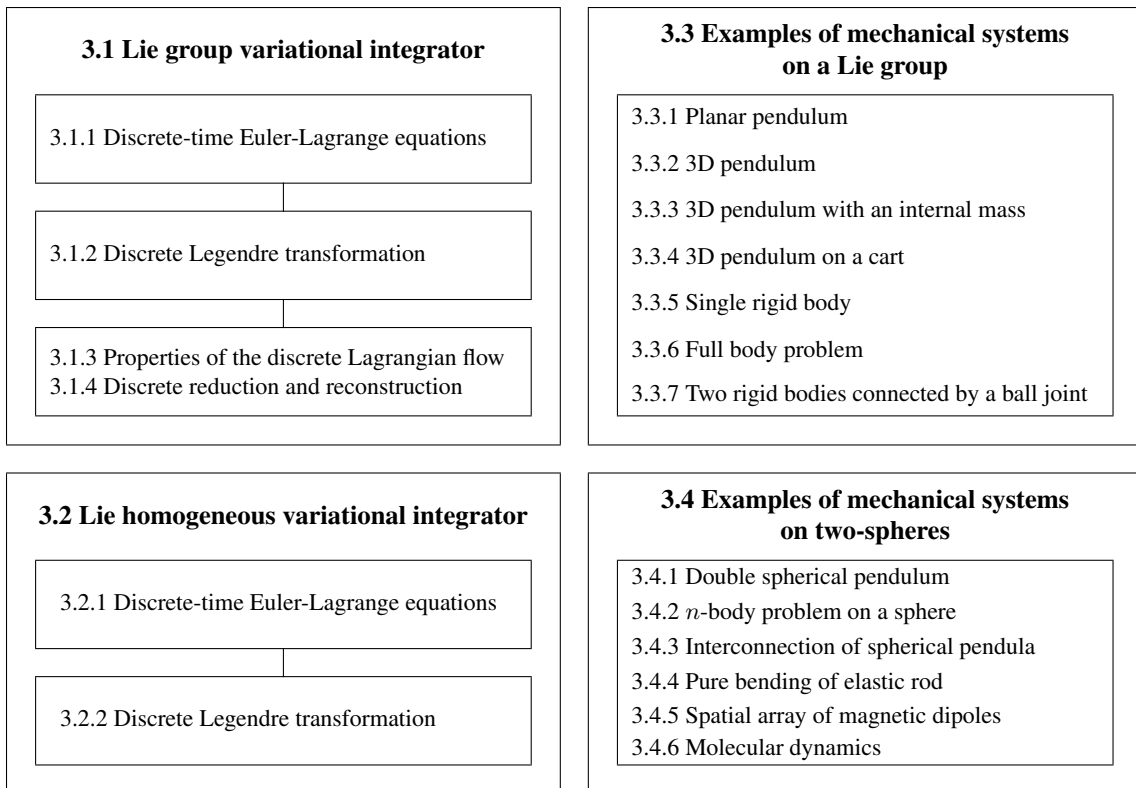 3.1 Lie group variational integrator
3.1.1 Discrete-time Euler-Lagrange equations
3.1.2 Discrete Legendre transformation
3.1.3 Properties of the discrete Lagrangian flow
3.1.4 Discrete reduction and reconstruction
3.3 Examples of mechanical systems
on a Lie group
3.3.1 Planar pendulum
3.3.2 3D pendulum
3.3.3 3D pendulum with an internal mass
3.3.4 3D pendulum on a cart
3.3.5 Single rigid body
3.3.6 Full body problem
3.3.7 Two rigid bodies connected by a ball joint
3.2 Lie homogeneous variational integrator
3.2.1 Discrete-time Euler-Lagrange equations
3.2.2 Discrete Legendre transformation
3.4 Examples of mechanical systems
on two-spheres
3.4.1 Double spherical pendulum
3.4.2 n-body problem on a sphere
3.4.3 Interconnection of spherical pendula
3.4.4 Pure bending of elastic rod
3.4.5 Spatial array of magnetic dipoles
3.4.6 Molecular dynamics